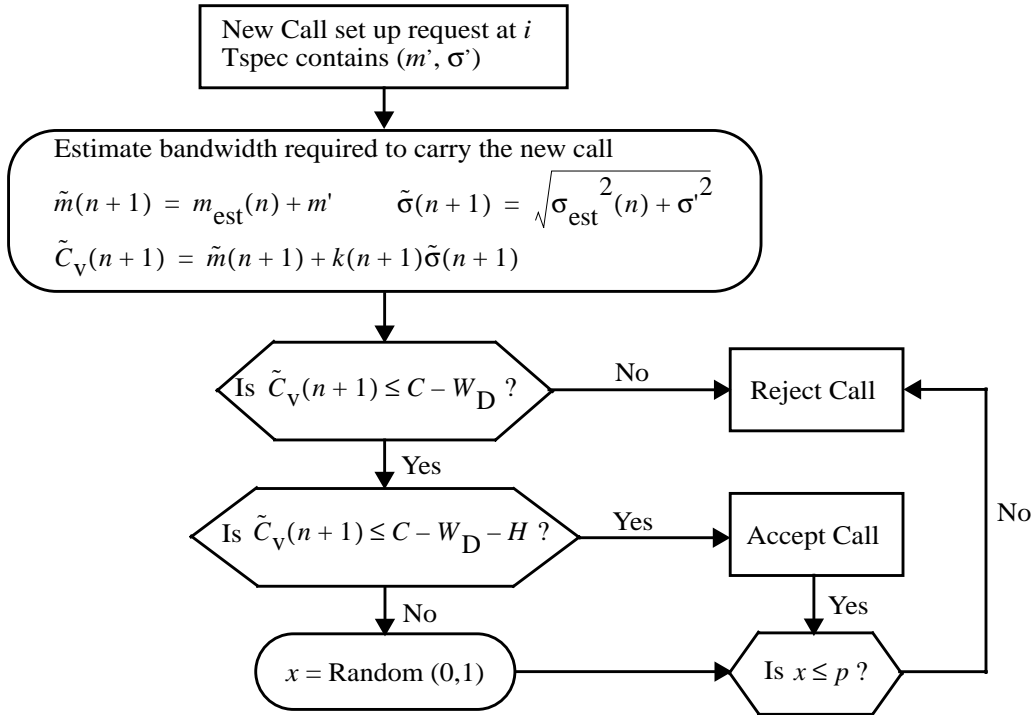 New Call set up request at i
Tspec contains (m’, σ’)
Estimate bandwidth required to carry the new call
m̃(n + 1) = m_est(n) + m' σ̃(n + 1) = √(σ_est²(n) + σ'²)
C̃_v(n + 1) = m̃(n + 1) + k(n + 1)σ̃(n + 1)
Is C̃_v(n + 1) ≤ C – W_D ?
No
Reject Call
Yes
Is C̃_v(n + 1) ≤ C – W_D – H ?
Yes
Accept Call
No
No
Yes
x = Random (0,1)
Is x ≤ p ?